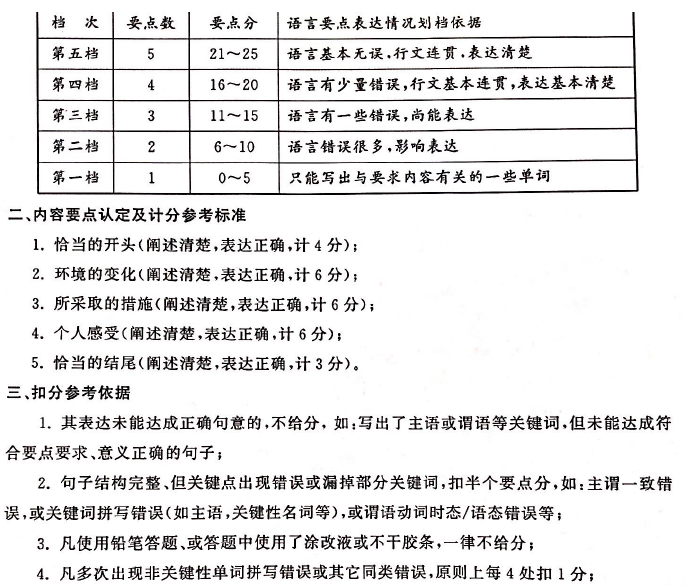 档 次 要点数 要点分 语言要点表达情况划档依据
第五档 5 21～25 语言基本无误,行文连贯,表达清楚
第四档 4 16～20 语言有少量错误,行文基本连贯,表达基本清楚
第三档 3 11～15 语言有一些错误,尚能表达
第二档 2 6～10 语言错误很多,影响表达
第一档 1 0～5 只能写出与要求内容有关的一些单词
二、内容要点认定及计分参考标准
1. 恰当的开头(阐述清楚,表达正确,计 4 分);
2. 环境的变化(阐述清楚,表达正确,计 6 分);
3. 所采取的措施(阐述清楚,表达正确,计 6 分);
4. 个人感受(阐述清楚,表达正确,计 6 分);
5. 恰当的结尾(阐述清楚,表达正确,计 3 分)。
三、扣分参考依据
1. 其表达未能达成正确句意的,不给分, 如:写出了主语或谓语等关键词,但未能达成符
合要点要求、意义正确的句子;
2. 句子结构完整、但关键点出现错误或漏掉部分关键词,扣半个要点分,如:主谓一致错
误,或关键词拼写错误(如主语,关键性名词等),或谓语动词时态/语态错误等;
3. 凡使用铅笔答题、或答题中使用了涂改液或不干胶条,一律不给分;
4. 凡多次出现非关键性单词拼写错误或其它同类错误,原则上每 4 处扣 1 分;